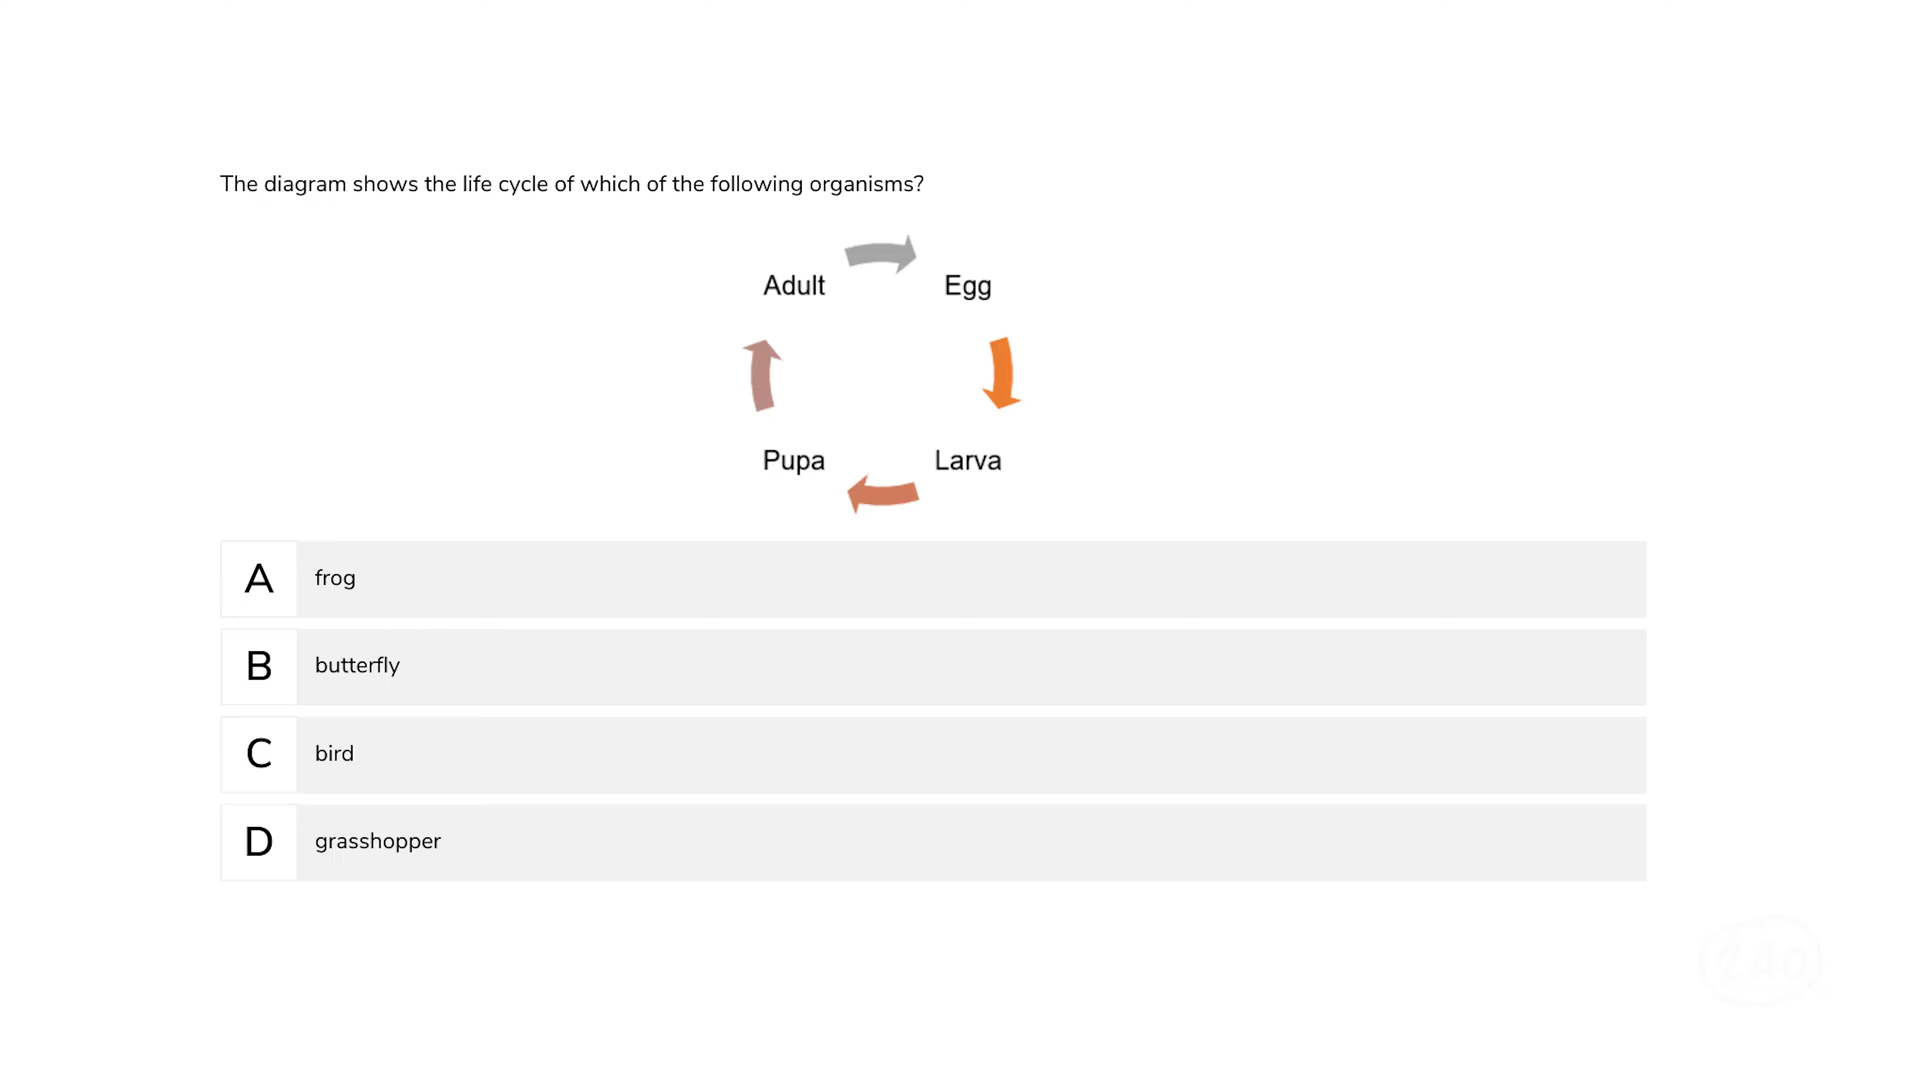 The diagram shows the life cycle of which of the following organisms?
Adult
Egg
Pupa
Larva
A
frog
B
butterfly
C
bird
D
grasshopper
240